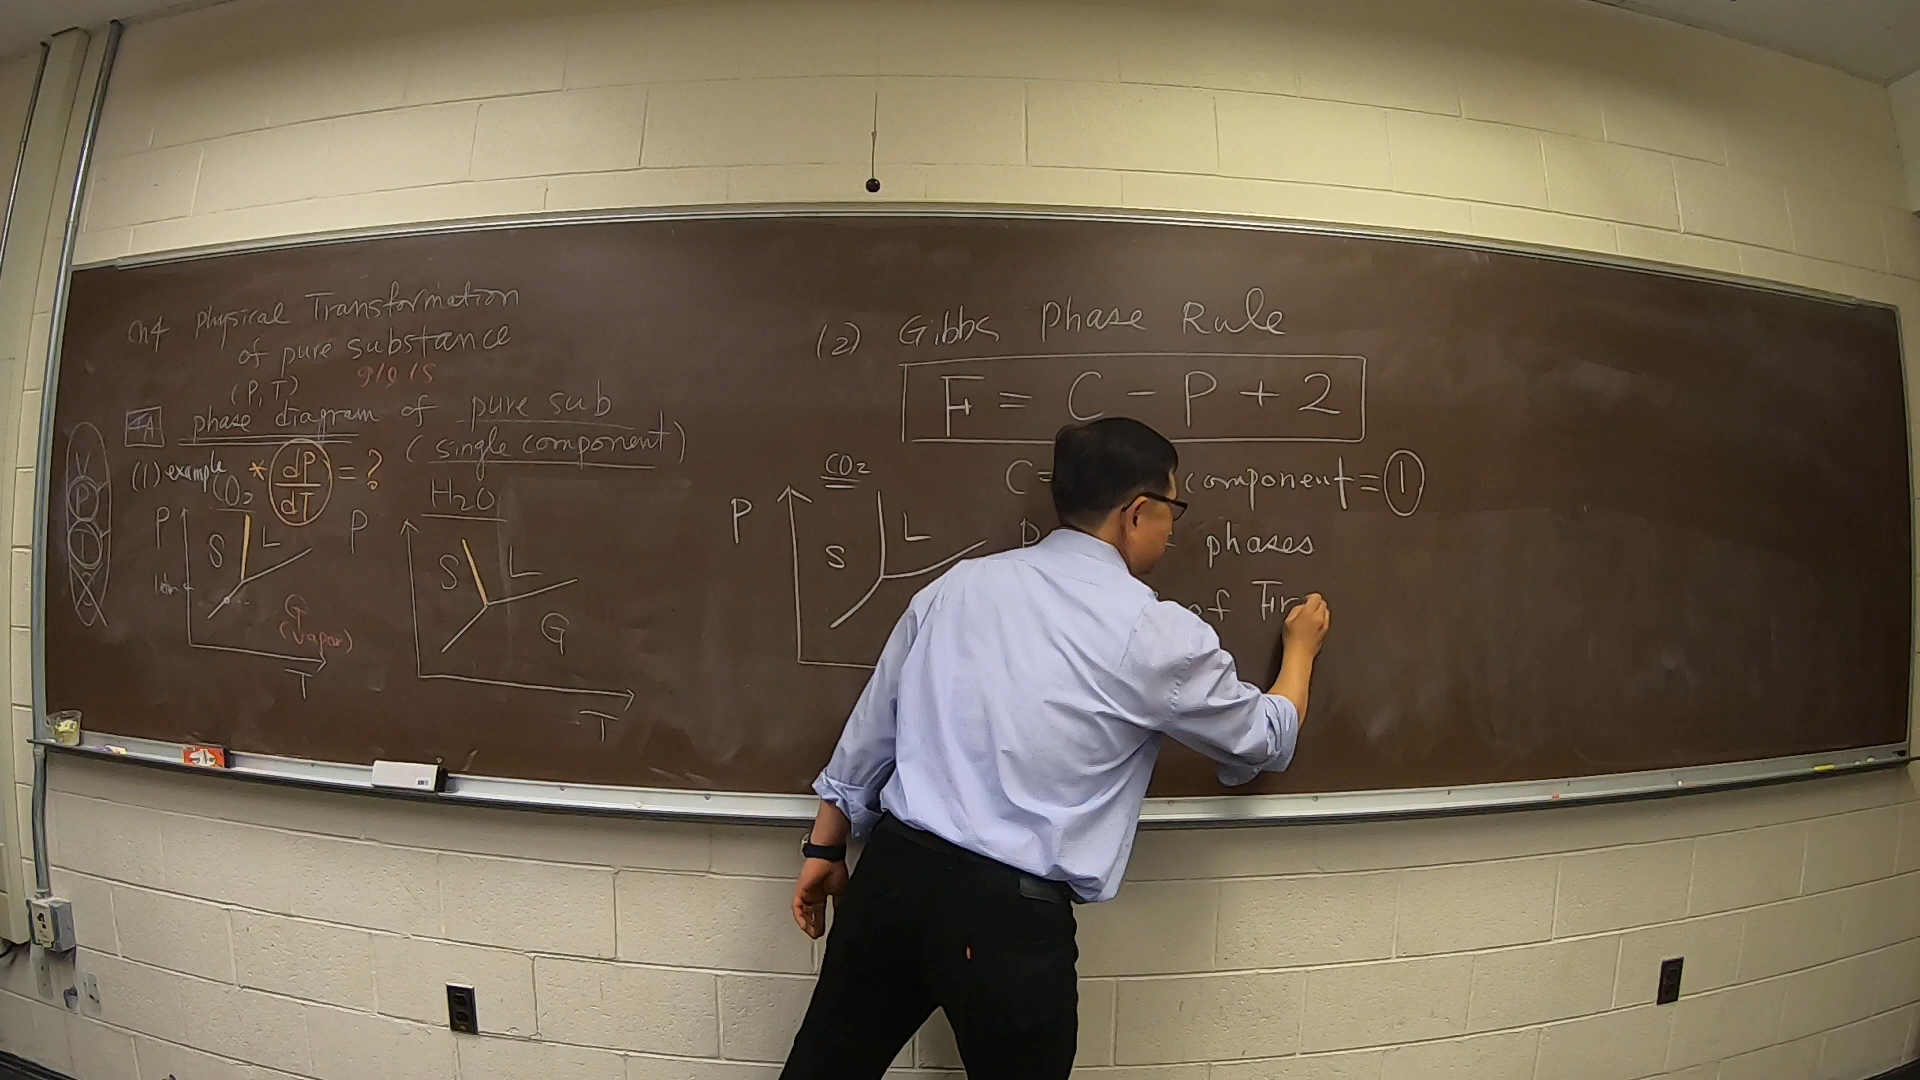 Ch4 Physical Transformation
of pure substance
(P, T) 9/9/15
4A phase diagram of pure sub
(single component)
(1) example * dP/dT = ?
CO2
P
S
L
G
(vapor)
T
H2O
P
S
L
G
T
V
P
T
(2) Gibbs Phase Rule
F = C - P + 2
CO2
P
S
L
C = component = 1
P phases
of Fr